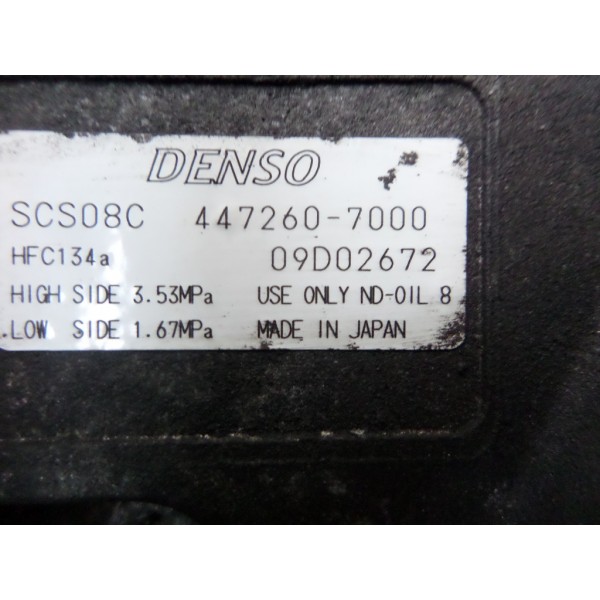 DENSO
SCS08C 447260-7000
HFC134a 09D02672
HIGH SIDE 3.53MPa USE ONLY ND-OIL 8
LOW SIDE 1.67MPa MADE IN JAPAN